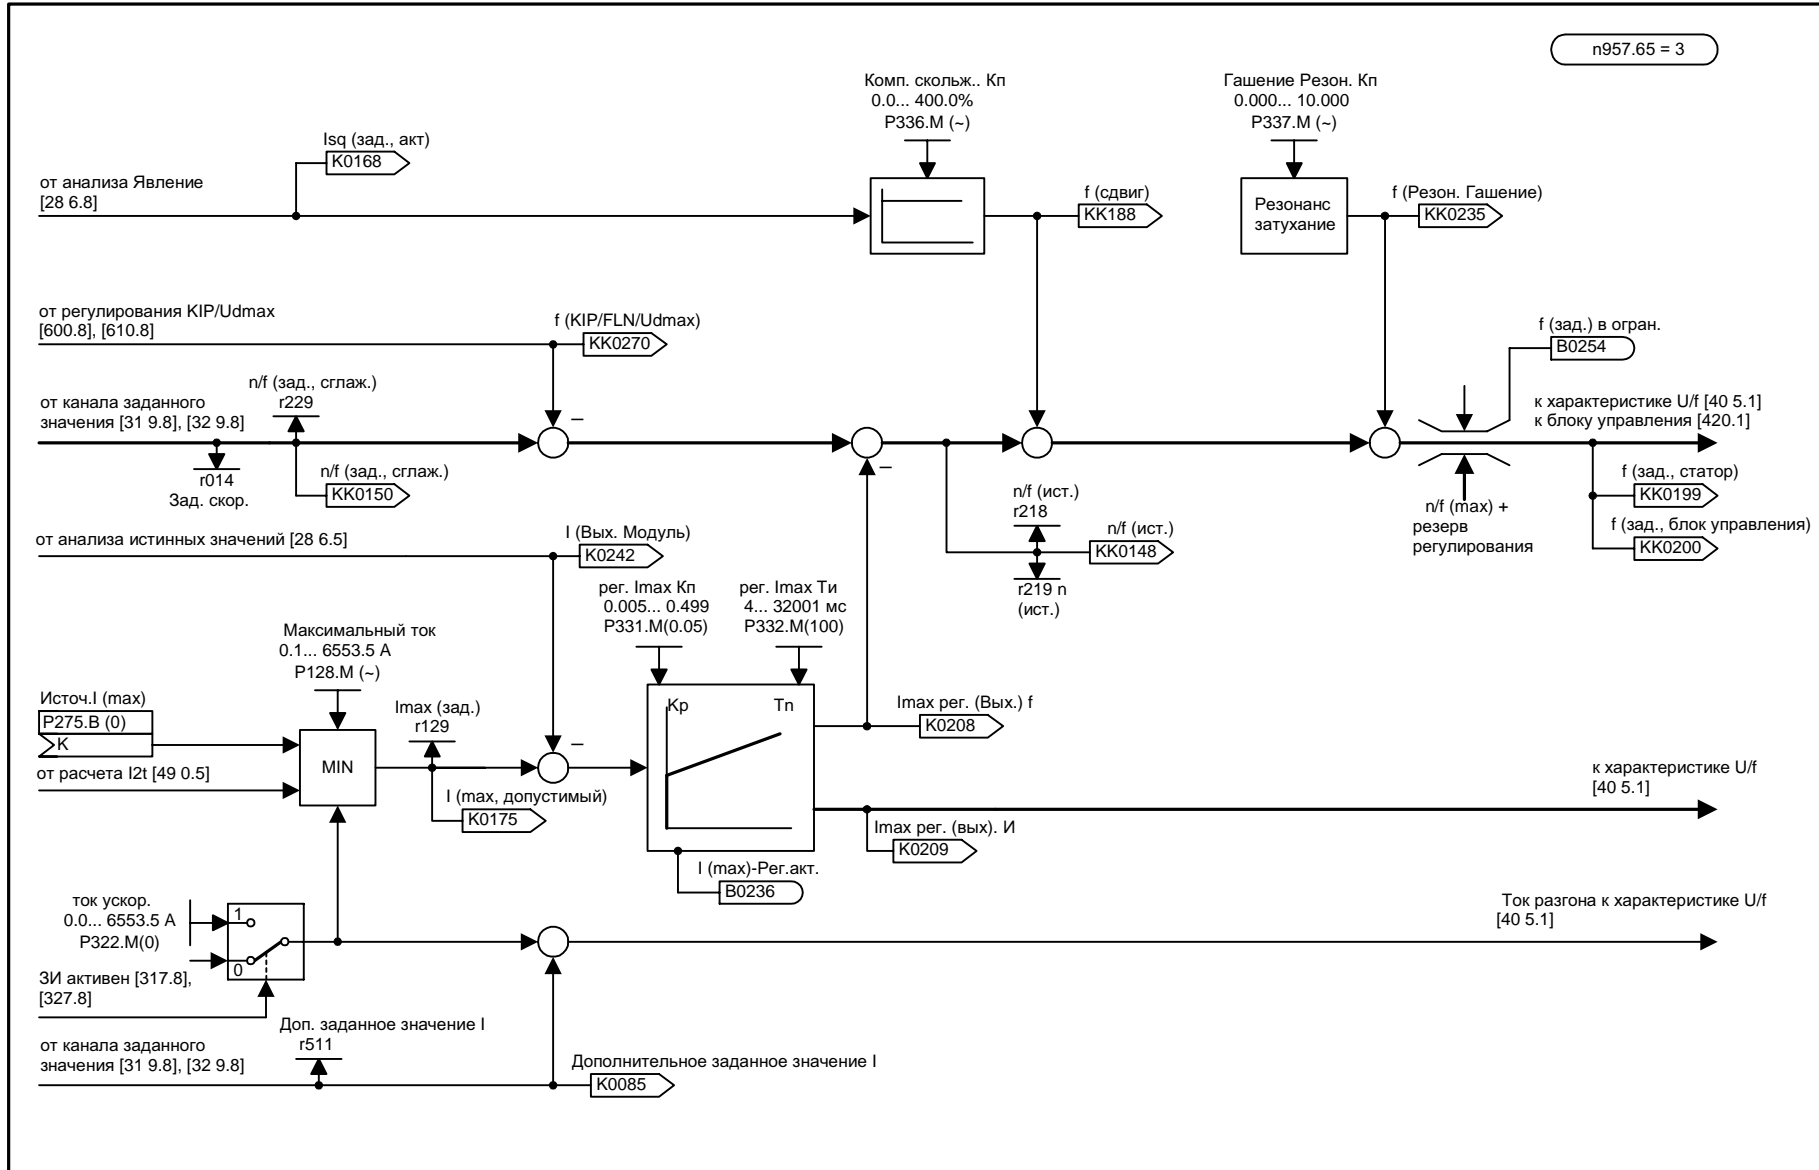 n957.65 = 3
Комп. скольж.. Кп
0.0... 400.0%
P336.M (~)
Гашение Резон. Кп
0.000... 10.000
P337.M (~)
Isq (зад., акт)
K0168
от анализа Явление
[28 6.8]
f (сдвиг)
KK188
Резонанс
затухание
f (Резон. Гашение)
KK0235
от регулирования KIP/Udmax
[600.8], [610.8]
f (KIP/FLN/Udmax)
KK0270
f (зад.) в огран.
B0254
n/f (зад., сглаж.)
r229
от канала заданного
значения [31 9.8], [32 9.8]
–
–
к характеристике U/f [40 5.1]
к блоку управления [420.1]
r014
Зад. скор.
n/f (зад., сглаж.)
KK0150
n/f (ист.)
r218
n/f (ист.)
KK0148
r219 n
(ист.)
n/f (max) +
резерв
регулирования
f (зад., статор)
KK0199
f (зад., блок управления)
KK0200
от анализа истинных значений [28 6.5]
I (Вых. Модуль)
K0242
рег. Imax Кп
0.005... 0.499
P331.M(0.05)
рег. Imax Ти
4... 32001 мс
P332.M(100)
Максимальный ток
0.1... 6553.5 A
P128.M (~)
Источ.I (max)
P275.B (0)
K
Imax (зад.)
r129
–
Kp
Tn
Imax рег. (Вых.) f
K0208
MIN
от расчета I2t [49 0.5]
I (max, допустимый)
K0175
к характеристике U/f
[40 5.1]
Imax рег. (вых). И
K0209
I (max)-Рег.акт.
B0236
ток ускор.
0.0... 6553.5 A
P322.M(0)
1
0
Ток разгона к характеристике U/f
[40 5.1]
ЗИ активен [317.8],
[327.8]
Доп. заданное значение I
r511
от канала заданного
значения [31 9.8], [32 9.8]
Дополнительное заданное значение I
K0085